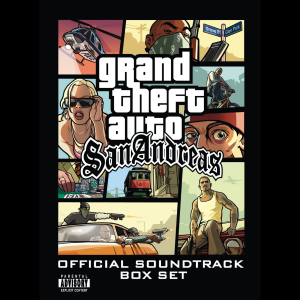 grand
theft
auto
San Andreas
OFFICIAL SOUNDTRACK
BOX SET
PARENTAL
ADVISORY
EXPLICIT CONTENT